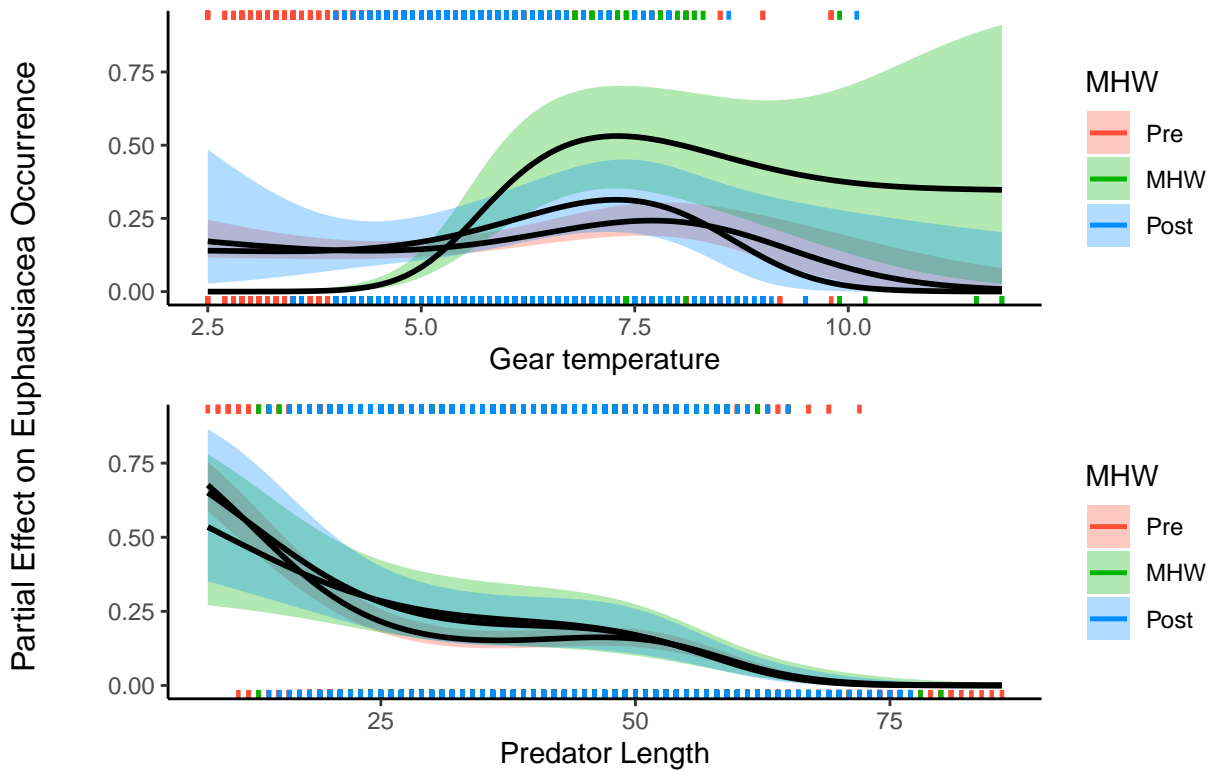 Partial Effect on Euphausiacea Occurrence
0.75
0.50
0.25
0.00
2.5 5.0 7.5 10.0
Gear temperature
MHW
Pre
MHW
Post
0.75
0.50
0.25
0.00
25 50 75
Predator Length
MHW
Pre
MHW
Post